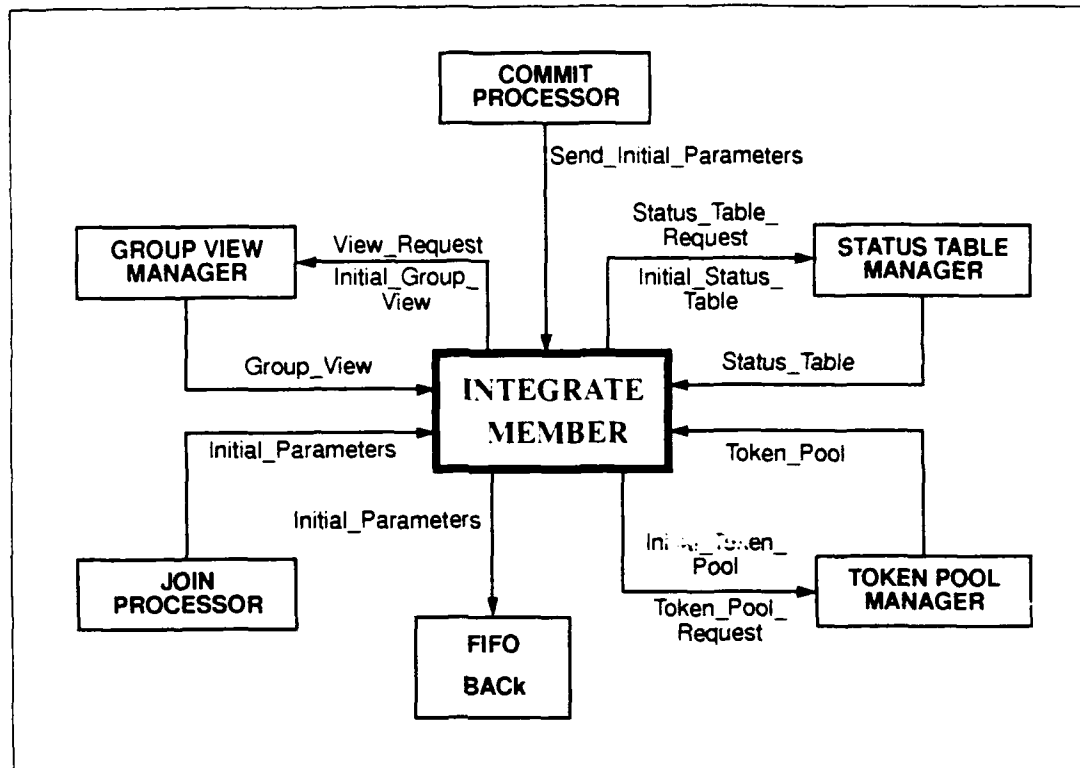 COMMIT
PROCESSOR
Send_Initial_Parameters
GROUP VIEW
MANAGER
View_Request
Initial_Group_
View
Status_Table_
Request
Initial_Status_
Table
STATUS TABLE
MANAGER
Group_View
Status_Table
INTEGRATE
MEMBER
Initial_Parameters
Token_Pool
Initial_Parameters
JOIN
PROCESSOR
FIFO
BACk
Token_
Pool
Token_Pool_
Request
TOKEN POOL
MANAGER